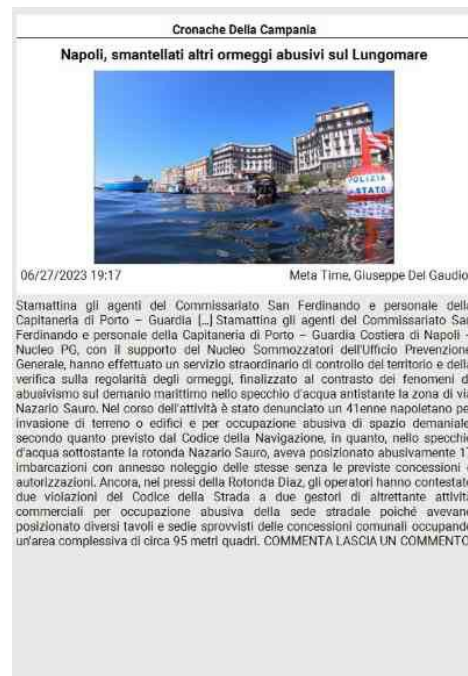 Cronache Della Campania
Napoli, smantellati altri ormeggi abusivi sul Lungomare
POLIZIA
STATO
06/27/2023 19:17
Meta Time, Giuseppe Del Gaudio
Stamattina gli agenti del Commissariato San Ferdinando e personale della
Capitaneria di Porto – Guardia [...] Stamattina gli agenti del Commissariato San
Ferdinando e personale della Capitaneria di Porto – Guardia Costiera di Napoli -
Nucleo PG, con il supporto del Nucleo Sommozzatori dell'Ufficio Prevenzione
Generale, hanno effettuato un servizio straordinario di controllo del territorio e della
verifica sulla regolarità degli ormeggi, finalizzato al contrasto dei fenomeni di
abusivismo sul demanio marittimo nello specchio d'acqua antistante la zona di via
Nazario Sauro. Nel corso dell'attività è stato denunciato un 41enne napoletano per
invasione di terreno o edifici e per occupazione abusiva di spazio demaniale,
secondo quanto previsto dal Codice della Navigazione, in quanto, nello specchio
d'acqua sottostante la rotonda Nazario Sauro, aveva posizionato abusivamente
imbarcazioni con annesso noleggio delle stesse senza le previste concessioni
autorizzazioni. Ancora, nei pressi della Rotonda Diaz, gli operatori hanno contestato
due violazioni del Codice della Strada a due gestori di altrettante attività
commerciali per occupazione abusiva della sede stradale poiché avevano
posizionato diversi tavoli e sedie sprovvisti delle concessioni comunali occupando
un'area complessiva di circa 95 metri quadri. COMMENTA LASCIA UN COMMENTO